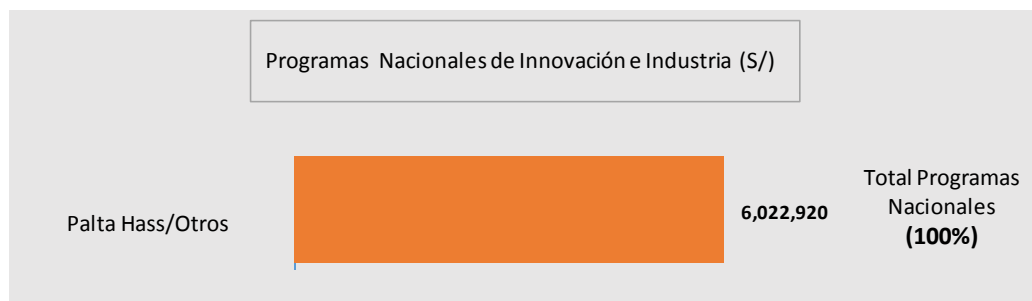 Programas Nacionales de Innovación e Industria (S/)
Palta Hass/Otros
6,022,920
Total Programas
Nacionales
(100%)